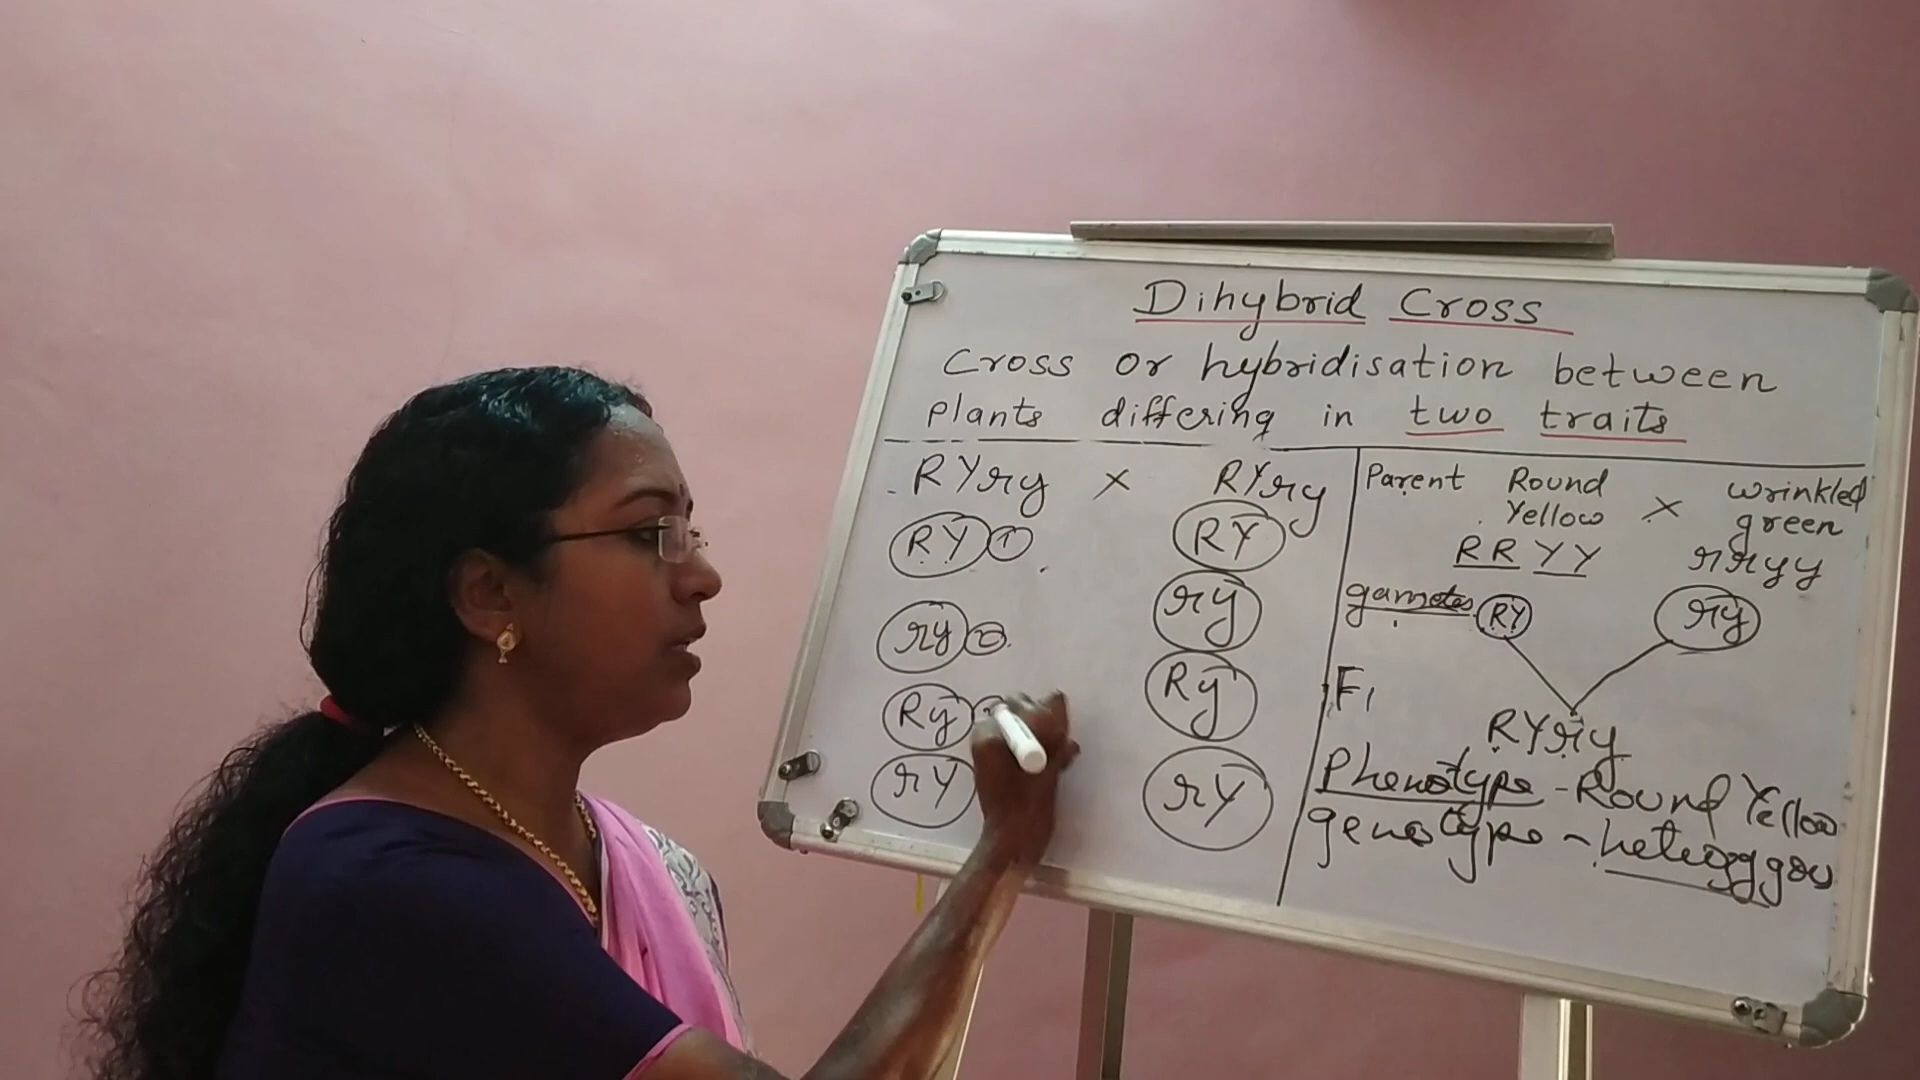 Dihybrid Cross
Cross or hybridisation between
plants differing in two traits
RYry × RYry
RY 1 RY
ry 2 ry
Ry Ry
rY rY
Parent Round Yellow × wrinkled green
RRYY rryy
gametes RY ry
F1
RYry
Phenotype - Round Yellow
genotype - heterozygou